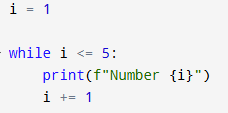 i = 1

while i <= 5:
    print(f"Number {i}")
    i += 1